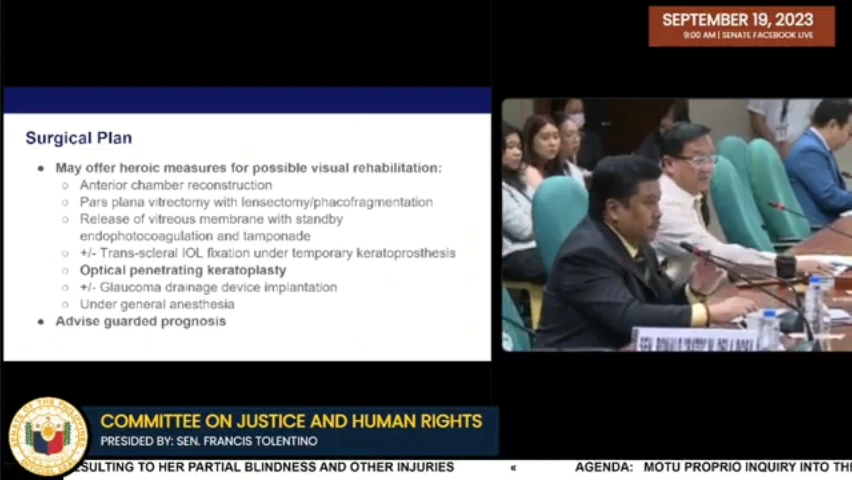 SEPTEMBER 19, 2023
9:00 AM | SENATE FACEBOOK LIVE
Surgical Plan
● May offer heroic measures for possible visual rehabilitation:
○ Anterior chamber reconstruction
○ Pars plana vitrectomy with lensectomy/phacofragmentation
○ Release of vitreous membrane with standby
endophotocoagulation and tamponade
○ +/- Trans-scleral IOL fixation under temporary keratoprosthesis
○ Optical penetrating keratoplasty
○ +/- Glaucoma drainage device implantation
○ Under general anesthesia
● Advise guarded prognosis
SENATE OF THE PHILIPPINES
COMMITTEE ON JUSTICE AND HUMAN RIGHTS
PRESIDED BY: SEN. FRANCIS TOLENTINO
SULTING TO HER PARTIAL BLINDNESS AND OTHER INJURIES « AGENDA: MOTU PROPRIO INQUIRY INTO THE